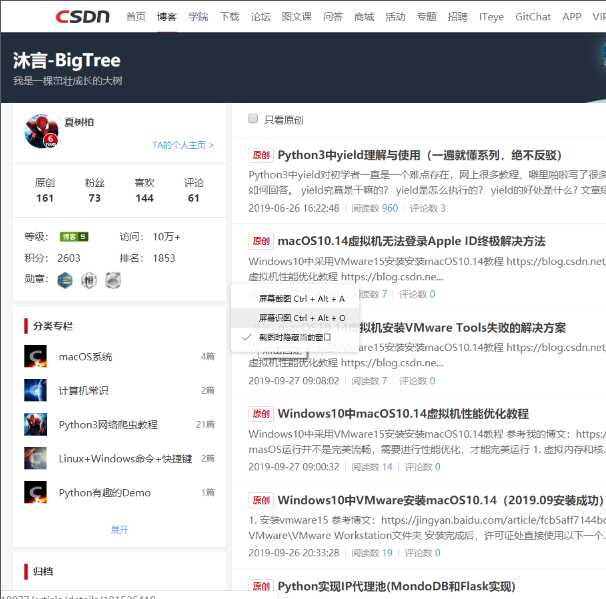 CSDN 首页 博客 学院 下载 论坛 图文课 问答 商城 活动 专题 招聘 ITeye GitChat APP VIP
沐言-BigTree
我是一棵茁壮成长的大树
夏树柏
TA的个人主页 >
原创 粉丝 喜欢 评论
161 73 144 61
等级： 博客 5 访问： 10万+
积分： 2603 排名： 1853
勋章：
分类专栏
macOS系统 4篇
计算机常识 2篇
Python3网络爬虫教程 21篇
Linux+Windows命令+快捷键 2篇
Python有趣的Demo 1篇
展开
归档
只看原创
原创 Python3中yield理解与使用（一遍就懂系列，绝不反驳）
Python3中yield对初学者一直是一个难点存在，网上很多教程，噼里啪啦写了很多
如何回答。 yield究竟是干嘛的？ yield是怎么执行的？ yield的好处是什么? 文章
2019-06-26 16:22:48 阅读数 960 评论数 3
原创 macOS10.14虚拟机无法登录Apple ID终极解决方法
Windows10中采用VMware15安装安装macOS10.14教程 https://blog.csdn.
虚拟机性能优化教程 https://blog.csdn.ne...
阅读数 7 评论数 0
屏幕截图 Ctrl + Alt + A
屏幕识图 Ctrl + Alt + O
截图时隐藏当前窗口
虚拟机安装VMware Tools失败的解决方案
安装安装macOS10.14教程 https://blog.csdn.
虚拟机性能优化教程 https://blog.csdn.ne...
2019-09-27 09:08:02 阅读数 7 评论数 0
原创 Windows10中macOS10.14虚拟机性能优化教程
Windows10中采用VMware15安装安装macOS10.14教程 参考我的博文：https:/
masOS运行并不是完美流畅，需要进行性能优化，才能完美运行 1. 虚拟内存和核.
2019-09-27 09:00:32 阅读数 14 评论数 0
原创 Windows10中VMware安装macOS10.14（2019.09安装成功）
1. 安装vmware15 参考博文：https://jingyan.baidu.com/article/fcb5aff7144b
VMware\VMware Workstation文件夹 安装完成后，许可证处直接使用以下一个..
2019-09-26 20:33:28 阅读数 19 评论数 0
原创 Python实现IP代理池(MondoDB和Flask实现)